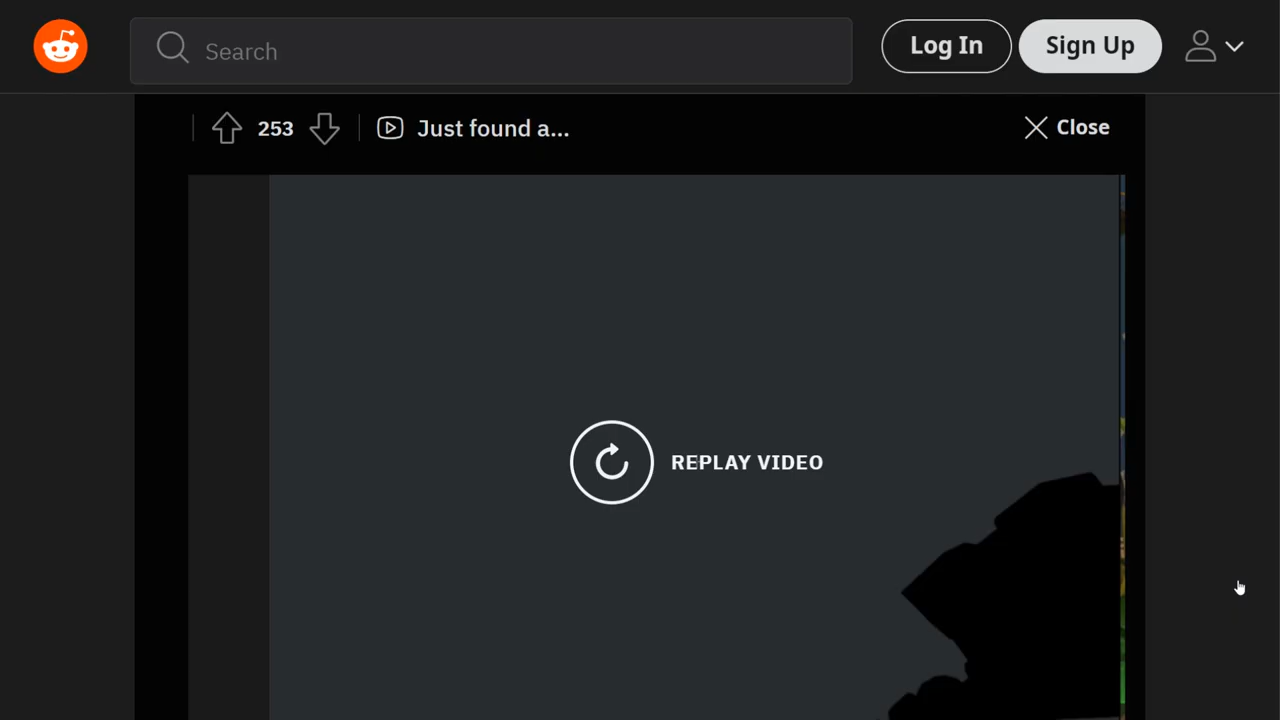 Search
Log In
Sign Up
253
Just found a...
Close
REPLAY VIDEO